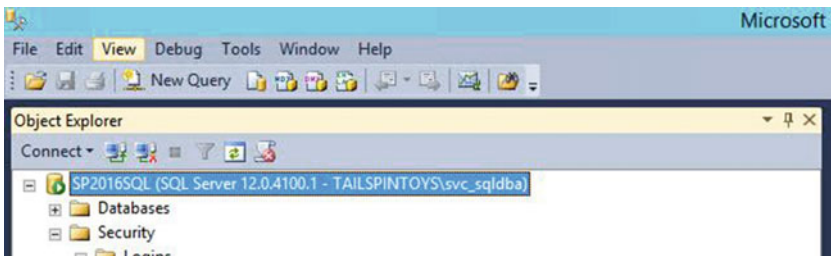 Microsoft
File Edit View Debug Tools Window Help
New Query
Object Explorer
Connect
SP2016SQL (SQL Server 12.0.4100.1 - TAILSPINTOYS\svc_sqldba)
Databases
Security
Logins